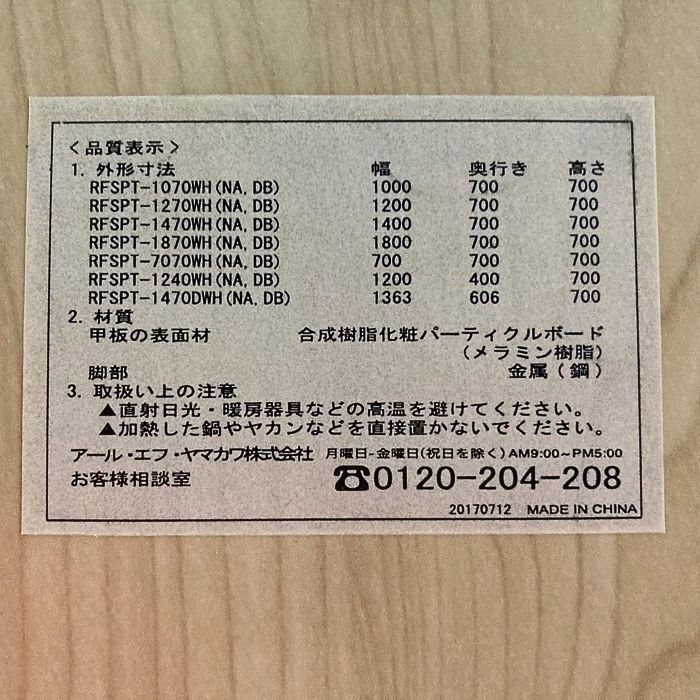 ＜品質表示＞
1. 外形寸法 幅 奥行き 高さ
RFSPT-1070WH(NA,DB) 1000 700 700
RFSPT-1270WH(NA,DB) 1200 700 700
RFSPT-1470WH(NA,DB) 1400 700 700
RFSPT-1870WH(NA,DB) 1800 700 700
RFSPT-7070WH(NA,DB) 700 700 700
RFSPT-1240WH(NA,DB) 1200 400 700
RFSPT-1470DWH(NA,DB) 1363 606 700
2. 材質
甲板の表面材 合成樹脂化粧パーティクルボード
（メラミン樹脂）
脚部 金属（鋼）
3. 取扱い上の注意
▲直射日光・暖房器具などの高温を避けてください。
▲加熱した鍋やヤカンなどを直接置かないでください。
アール・エフ・ヤマカワ株式会社 月曜日-金曜日(祝日を除く)AM9:00~PM5:00
お客様相談室 ☎0120-204-208
20170712 MADE IN CHINA